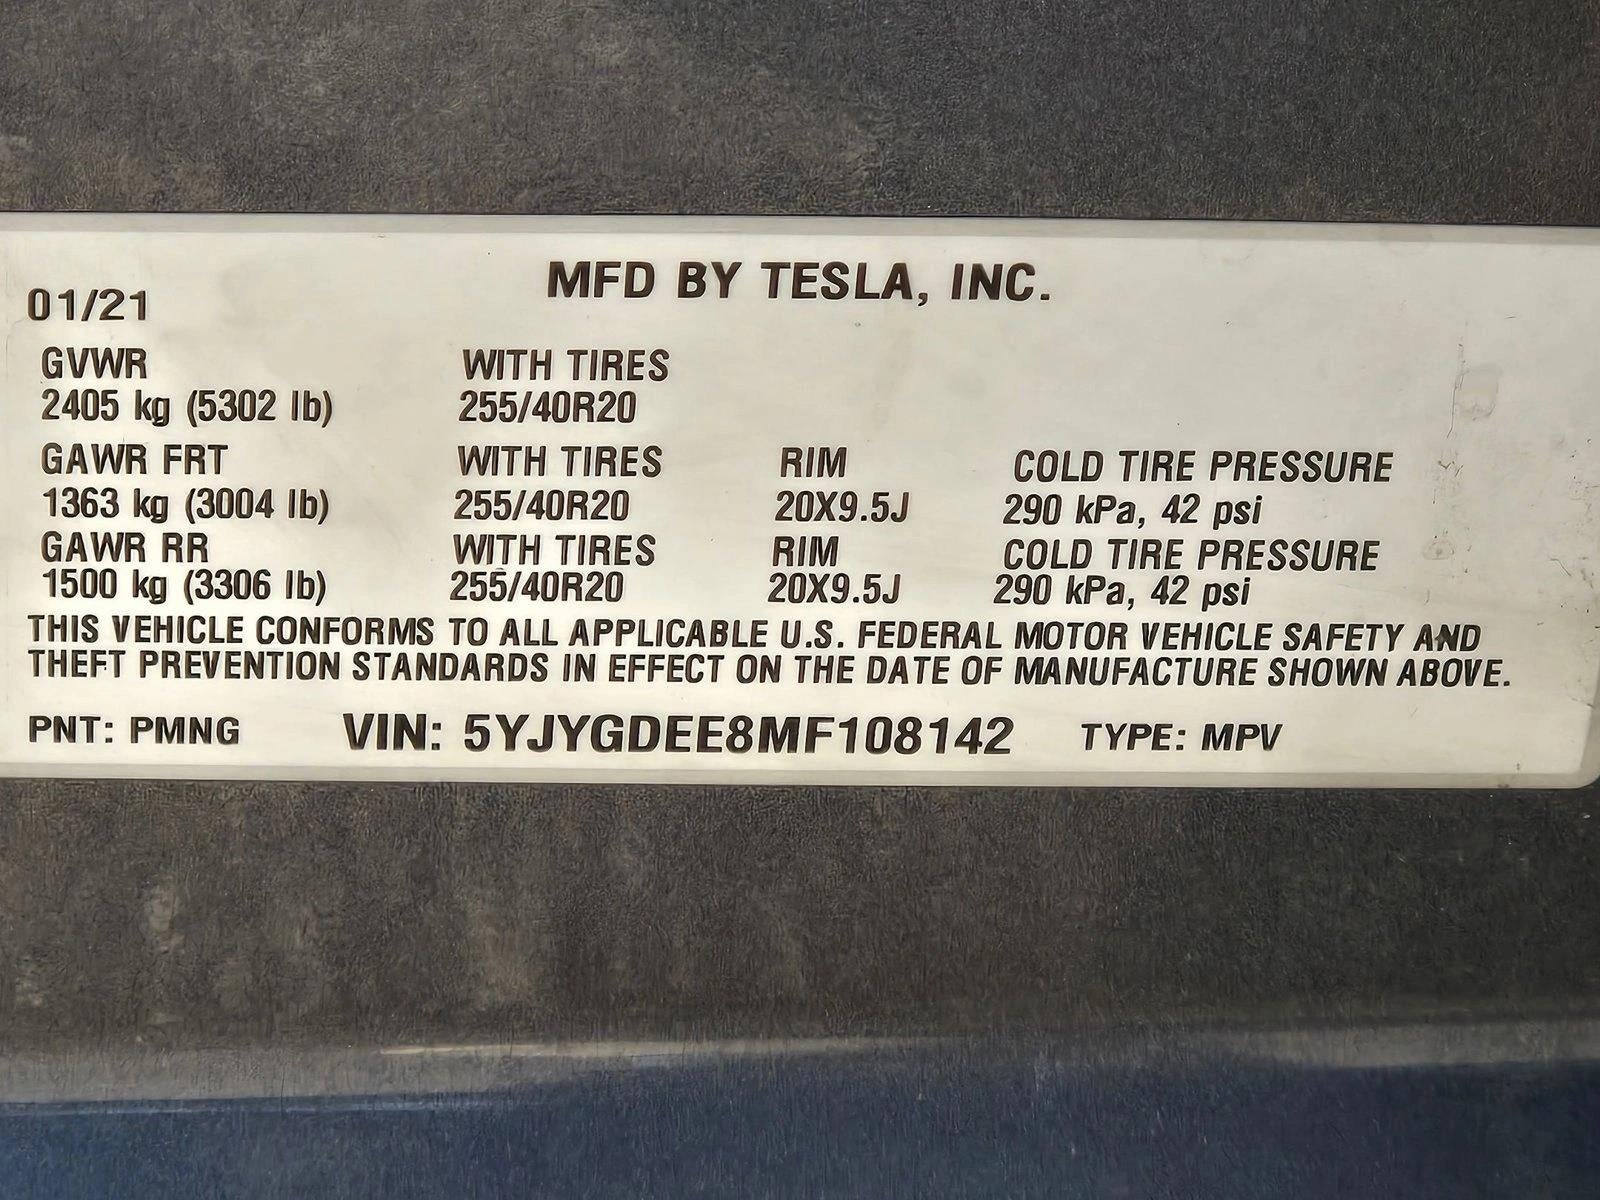 MFD BY TESLA, INC.
01/21
GVWR WITH TIRES
2405 kg (5302 lb) 255/40R20
GAWR FRT WITH TIRES RIM COLD TIRE PRESSURE
1363 kg (3004 lb) 255/40R20 20X9.5J 290 kPa, 42 psi
GAWR RR WITH TIRES RIM COLD TIRE PRESSURE
1500 kg (3306 lb) 255/40R20 20X9.5J 290 kPa, 42 psi
THIS VEHICLE CONFORMS TO ALL APPLICABLE U.S. FEDERAL MOTOR VEHICLE SAFETY AND
THEFT PREVENTION STANDARDS IN EFFECT ON THE DATE OF MANUFACTURE SHOWN ABOVE.
PNT: PMNG VIN: 5YJYGDEE8MF108142 TYPE: MPV